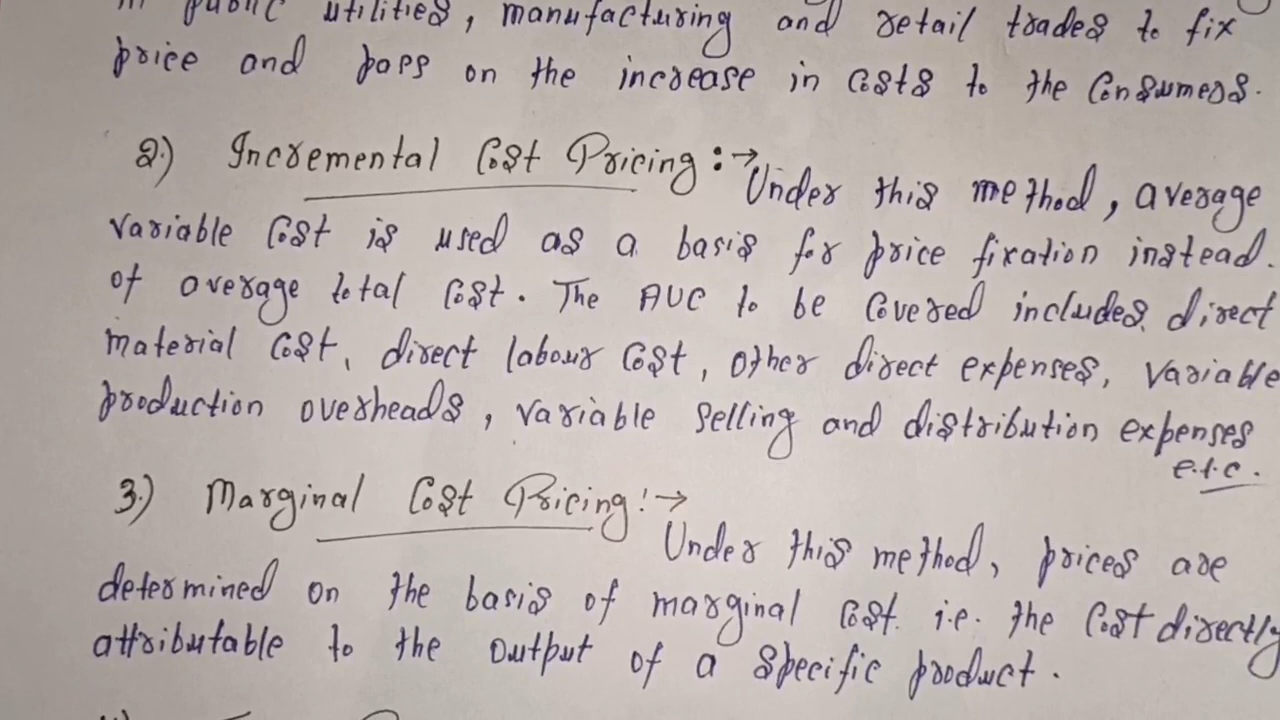 in public utilities, manufacturing and retail trades to fix
price and pass on the increase in costs to the Consumers.
2) Incremental Cost Pricing :→ Under this method, average
variable Cost is used as a basis for price fixation instead.
of average total Cost. The AVC to be Covered includes direct
material Cost, direct labour Cost, other direct expenses, variable
production overheads, variable selling and distribution expenses
e.t.c.
3.) Marginal Cost Pricing :→ Under this method, prices are
determined on the basis of marginal Cost. i.e. the Cost directly
attributable to the output of a specific product.